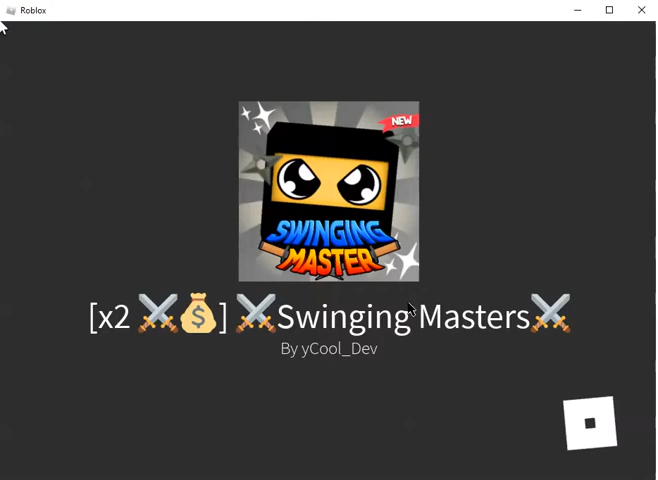 Roblox
NEW
SWINGING
MASTER
[x2 ⚔️💰] ⚔️Swinging Masters⚔️
By yCool_Dev